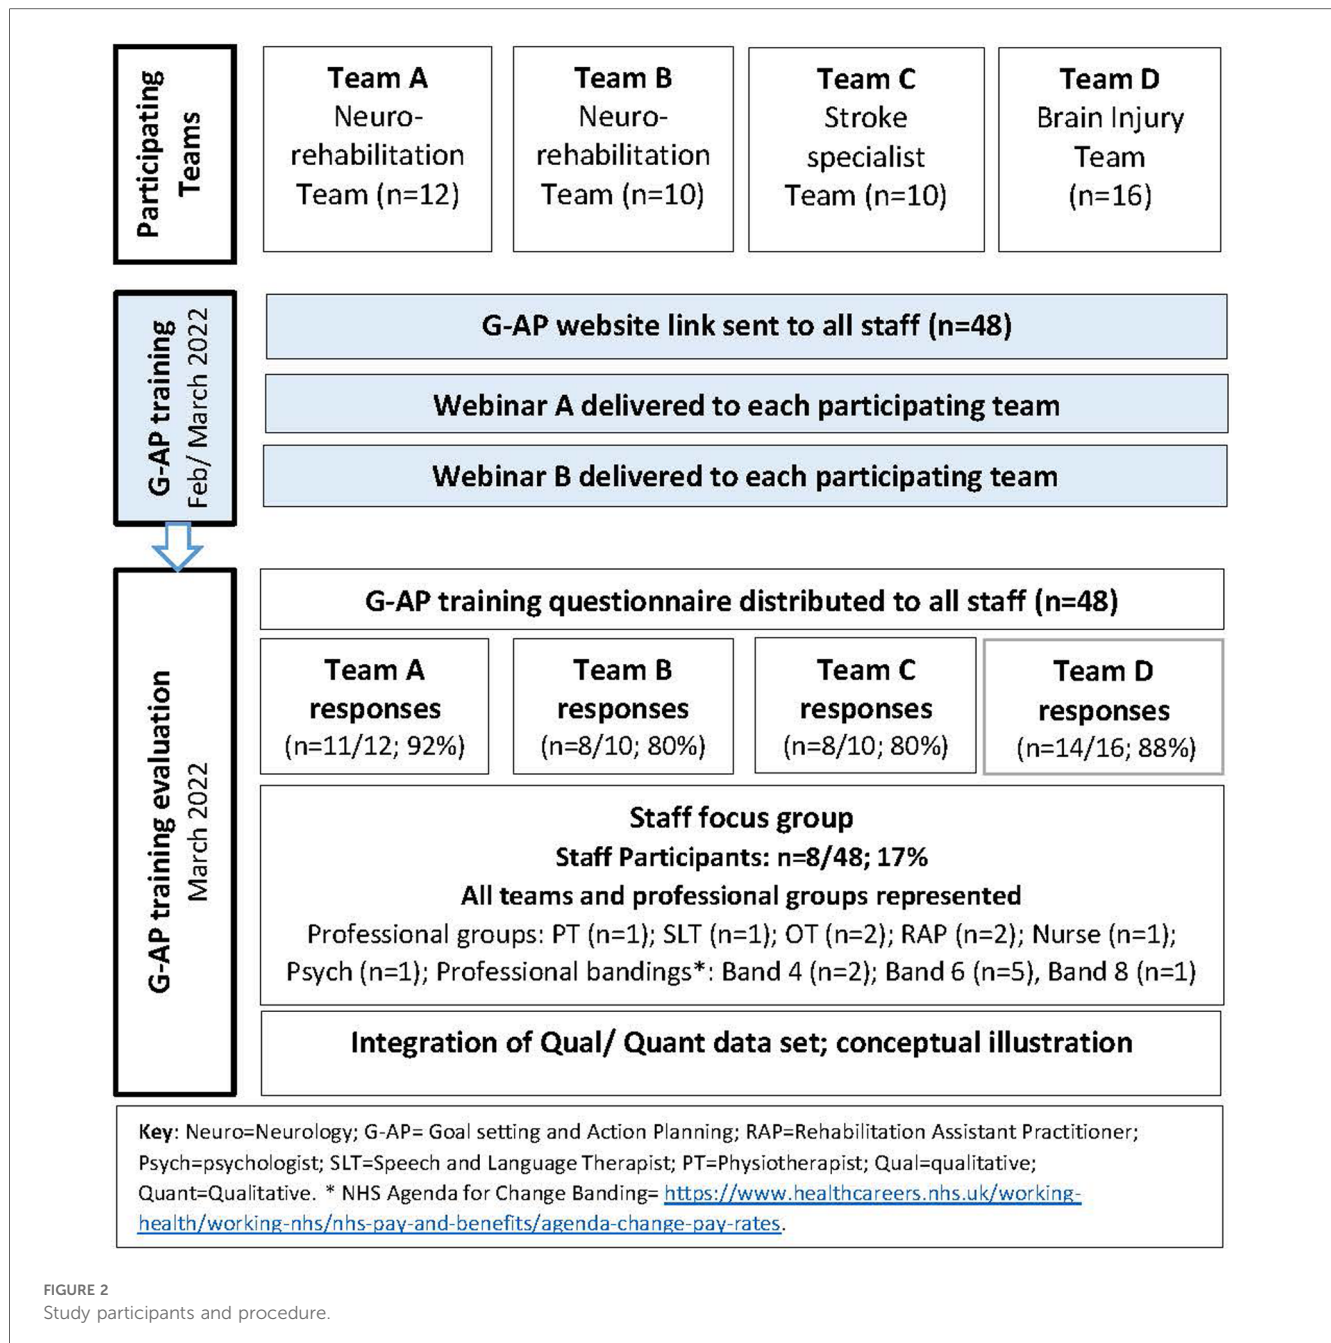 Participating
Teams
Team A
Neuro-
rehabilitation
Team (n=12)
Team B
Neuro-
rehabilitation
Team (n=10)
Team C
Stroke
specialist
Team (n=10)
Team D
Brain Injury
Team
(n=16)
G-AP training
Feb/ March 2022
G-AP website link sent to all staff (n=48)
Webinar A delivered to each participating team
Webinar B delivered to each participating team
G-AP training evaluation
March 2022
G-AP training questionnaire distributed to all staff (n=48)
Team A
responses
(n=11/12; 92%)
Team B
responses
(n=8/10; 80%)
Team C
responses
(n=8/10; 80%)
Team D
responses
(n=14/16; 88%)
Staff focus group
Staff Participants: n=8/48; 17%
All teams and professional groups represented
Professional groups: PT (n=1); SLT (n=1); OT (n=2); RAP (n=2); Nurse (n=1);
Psych (n=1); Professional bandings*: Band 4 (n=2); Band 6 (n=5), Band 8 (n=1)
Integration of Qual/ Quant data set; conceptual illustration
Key: Neuro=Neurology; G-AP= Goal setting and Action Planning; RAP=Rehabilitation Assistant Practitioner;
Psych=psychologist; SLT=Speech and Language Therapist; PT=Physiotherapist; Qual=qualitative;
Quant=Qualitative. * NHS Agenda for Change Banding= https://www.healthcareers.nhs.uk/working-
health/working-nhs/nhs-pay-and-benefits/agenda-change-pay-rates.
FIGURE 2
Study participants and procedure.